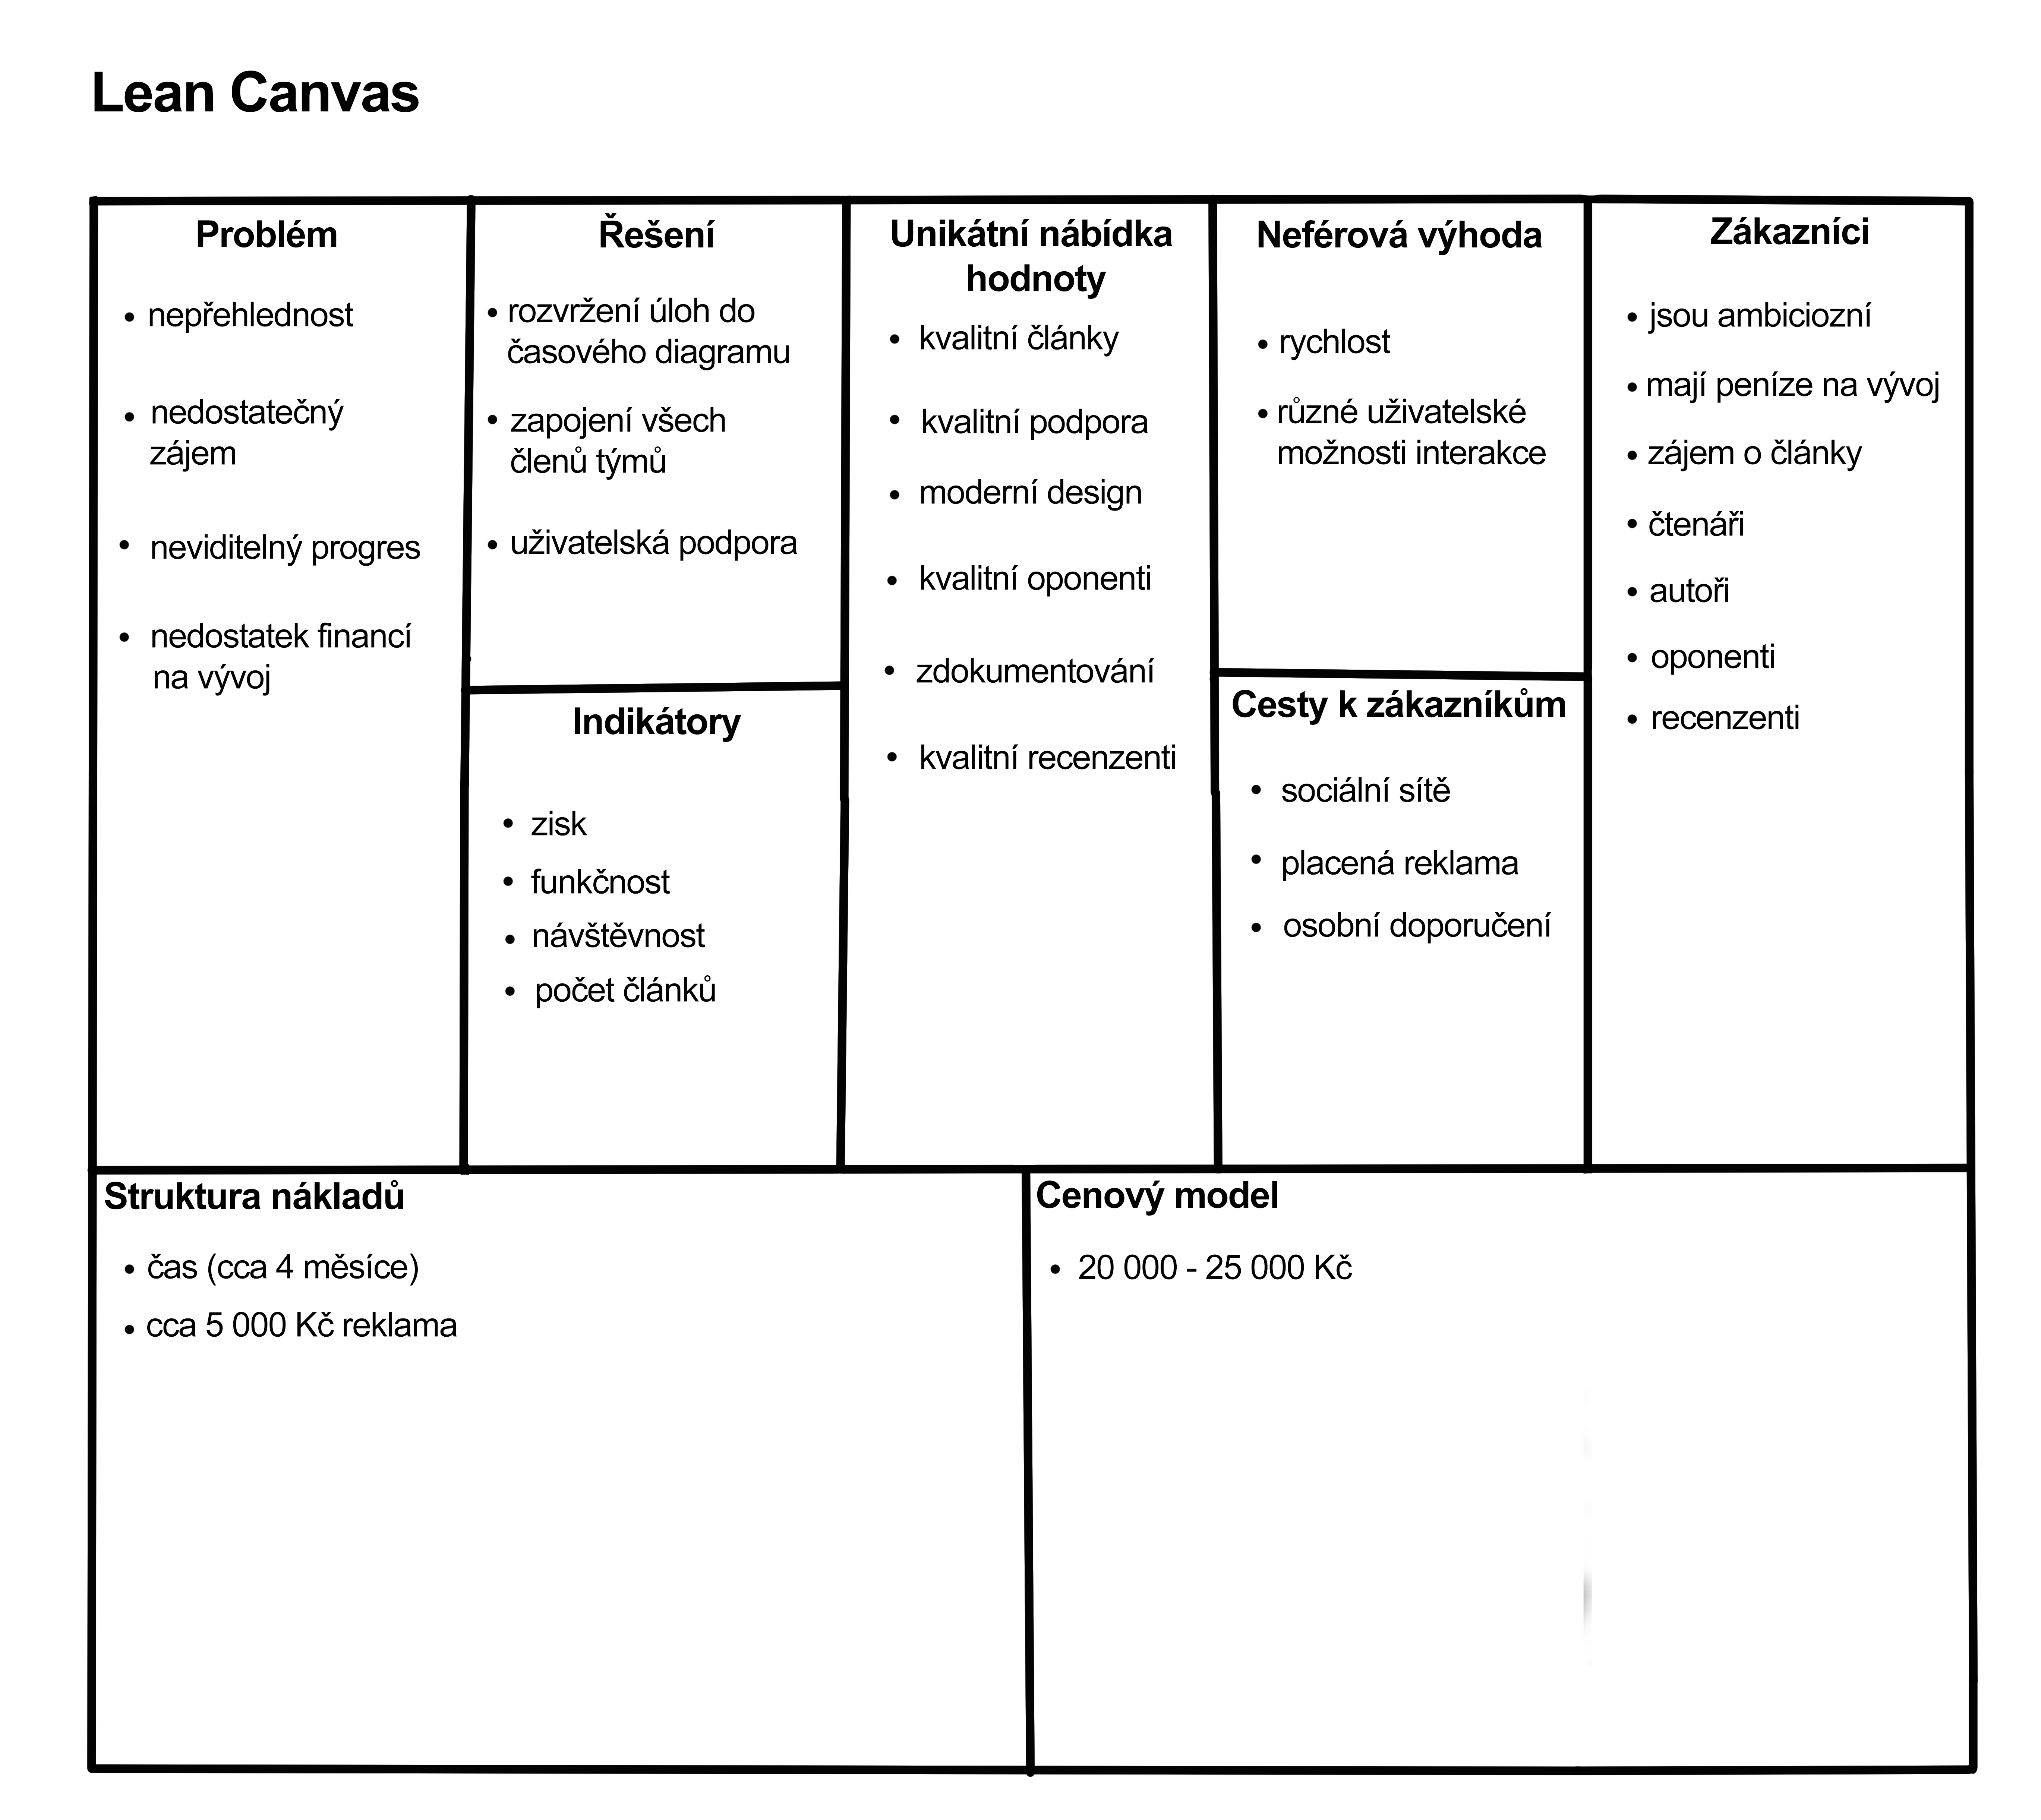 Lean Canvas
Problém
• nepřehlednost
• nedostatečný
zájem
• neviditelný progres
• nedostatek financí
na vývoj
Řešení
• rozvržení úloh do
časového diagramu
• zapojení všech
členů týmů
• uživatelská podpora
Indikátory
• zisk
• funkčnost
• návštěvnost
• počet článků
Unikátní nábídka
hodnoty
• kvalitní články
• kvalitní podpora
• moderní design
• kvalitní oponenti
• zdokumentování
• kvalitní recenzenti
Neférová výhoda
• rychlost
• různé uživatelské
možnosti interakce
Cesty k zákazníkům
• sociální sítě
• placená reklama
• osobní doporučení
Zákazníci
• jsou ambiciozní
• mají peníze na vývoj
• zájem o články
• čtenáři
• autoři
• oponenti
• recenzenti
Struktura nákladů
• čas (cca 4 měsíce)
• cca 5 000 Kč reklama
Cenový model
• 20 000 - 25 000 Kč